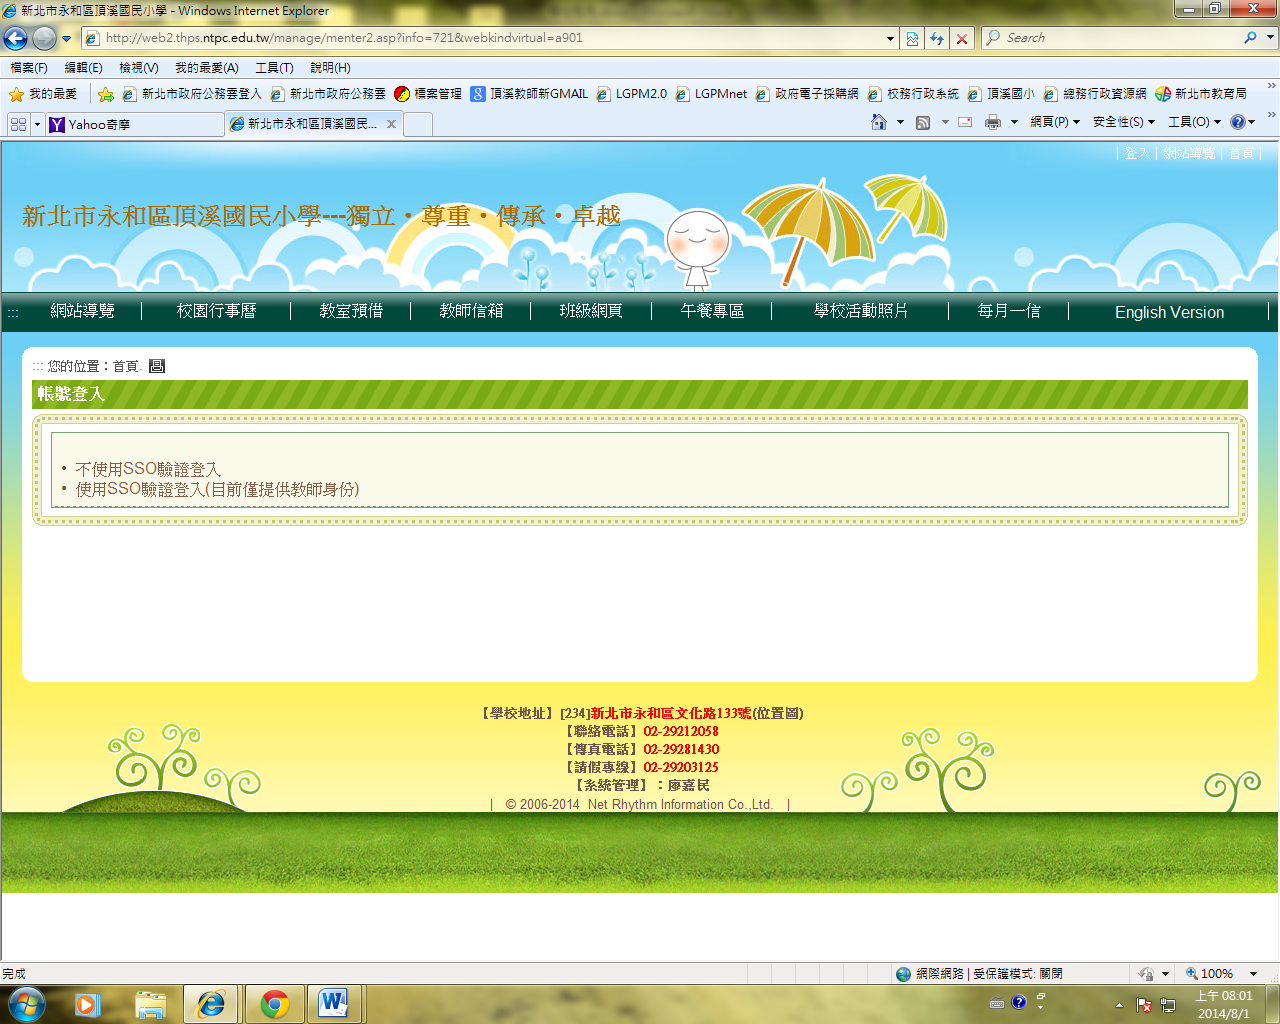 新北市永和區頂溪國民小學 - Windows Internet Explorer
http://web2.thps.ntpc.edu.tw/manage/menter2.asp?info=721&webkindvirtual=a901
Search
檔案(F) 編輯(E) 檢視(V) 我的最愛(A) 工具(T) 說明(H)
我的最愛 新北市政府公務雲登入 新北市政府公務雲 標案管理 頂溪教師新GMAIL LGPM2.0 LGPMnet 政府電子採購網 校務行政系統 頂溪國小 總務行政資源網 新北市教育局 »
Yahoo奇摩 新北市永和區頂溪國民... 網頁(P) 安全性(S) 工具(O) »
| 登入 | 網站導覽 | 首頁 |
新北市永和區頂溪國民小學---獨立‧尊重‧傳承‧卓越
::: 網站導覽 校園行事曆 教室預借 教師信箱 班級網頁 午餐專區 學校活動照片 每月一信 English Version
::: 您的位置：首頁.
帳號登入
• 不使用SSO驗證登入
• 使用SSO驗證登入(目前僅提供教師身份)
【學校地址】[234]新北市永和區文化路133號(位置圖)
【聯絡電話】02-29212058
【傳真電話】02-29281430
【請假專線】02-29203125
【系統管理】：廖嘉民
| © 2006-2014 Net Rhythm Information Co.,Ltd. |
完成 網際網路 | 受保護模式: 關閉 100%
上午 08:01
2014/8/1